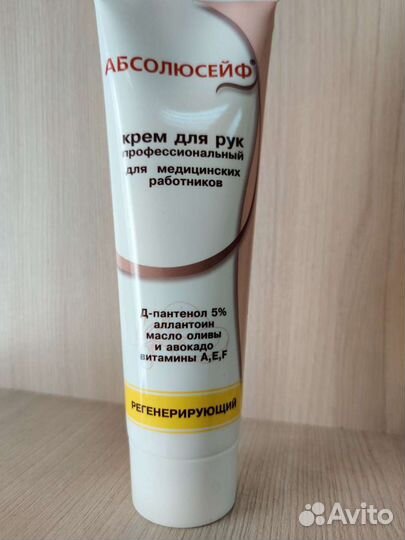 АБСОЛЮСЕЙФ®
крем для рук
профессиональный
для медицинских
работников
Д-пантенол 5%
аллантоин
масло оливы
и авокадо
витамины А,Е,F
РЕГЕНЕРИРУЮЩИЙ
Avito